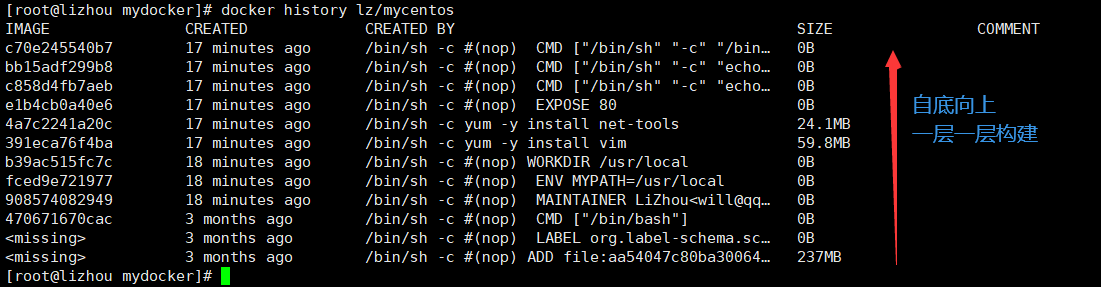 [root@lizhou mydocker]# docker history lz/mycentos
IMAGE CREATED CREATED BY SIZE COMMENT
c70e245540b7 17 minutes ago /bin/sh -c #(nop) CMD ["/bin/sh" "-c" "/bin… 0B
bb15adf299b8 17 minutes ago /bin/sh -c #(nop) CMD ["/bin/sh" "-c" "echo… 0B
c858d4fb7aeb 17 minutes ago /bin/sh -c #(nop) CMD ["/bin/sh" "-c" "echo… 0B
e1b4cb0a40e6 17 minutes ago /bin/sh -c #(nop) EXPOSE 80 0B
4a7c2241a20c 17 minutes ago /bin/sh -c yum -y install net-tools 24.1MB
391eca76f4ba 17 minutes ago /bin/sh -c yum -y install vim 59.8MB
b39ac515fc7c 18 minutes ago /bin/sh -c #(nop) WORKDIR /usr/local 0B
fced9e721977 18 minutes ago /bin/sh -c #(nop) ENV MYPATH=/usr/local 0B
908574082949 18 minutes ago /bin/sh -c #(nop) MAINTAINER LiZhou<will@qq… 0B
470671670cac 3 months ago /bin/sh -c #(nop) CMD ["/bin/bash"] 0B
<missing> 3 months ago /bin/sh -c #(nop) LABEL org.label-schema.sc… 0B
<missing> 3 months ago /bin/sh -c #(nop) ADD file:aa54047c80ba30064… 237MB
[root@lizhou mydocker]#
自底向上
一层一层构建